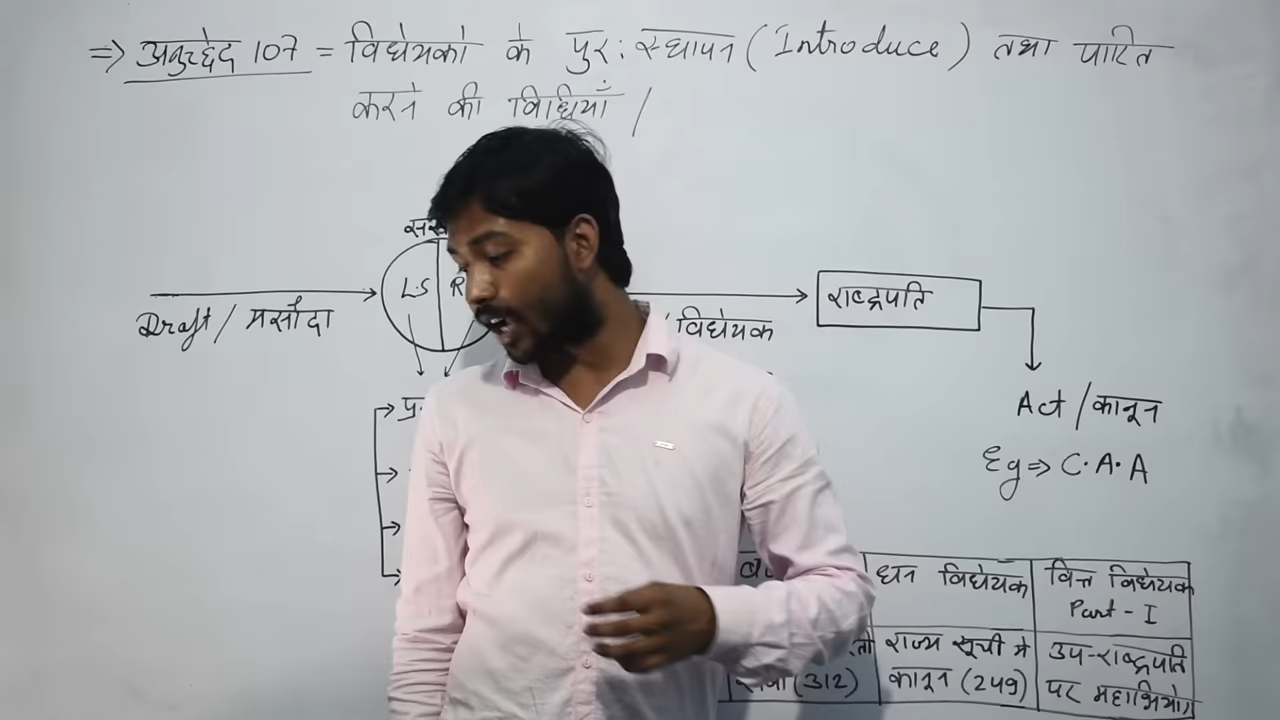 ⇒ अनुच्छेद 107 = विधेयको के पुर: स्थापन (Introduce) तथा पारित
करने की विधियाँ /
L.S R
Draft / मसौदा
/ विधेयक
राष्ट्रपति
Act / कानून
Eg ⇒ C.A.A
धन विधेयक
वित्त विधेयक
Part - I
राज्य सूची मे
कानून (249)
(312)
उप-राष्ट्रपति
पर महाभियोग